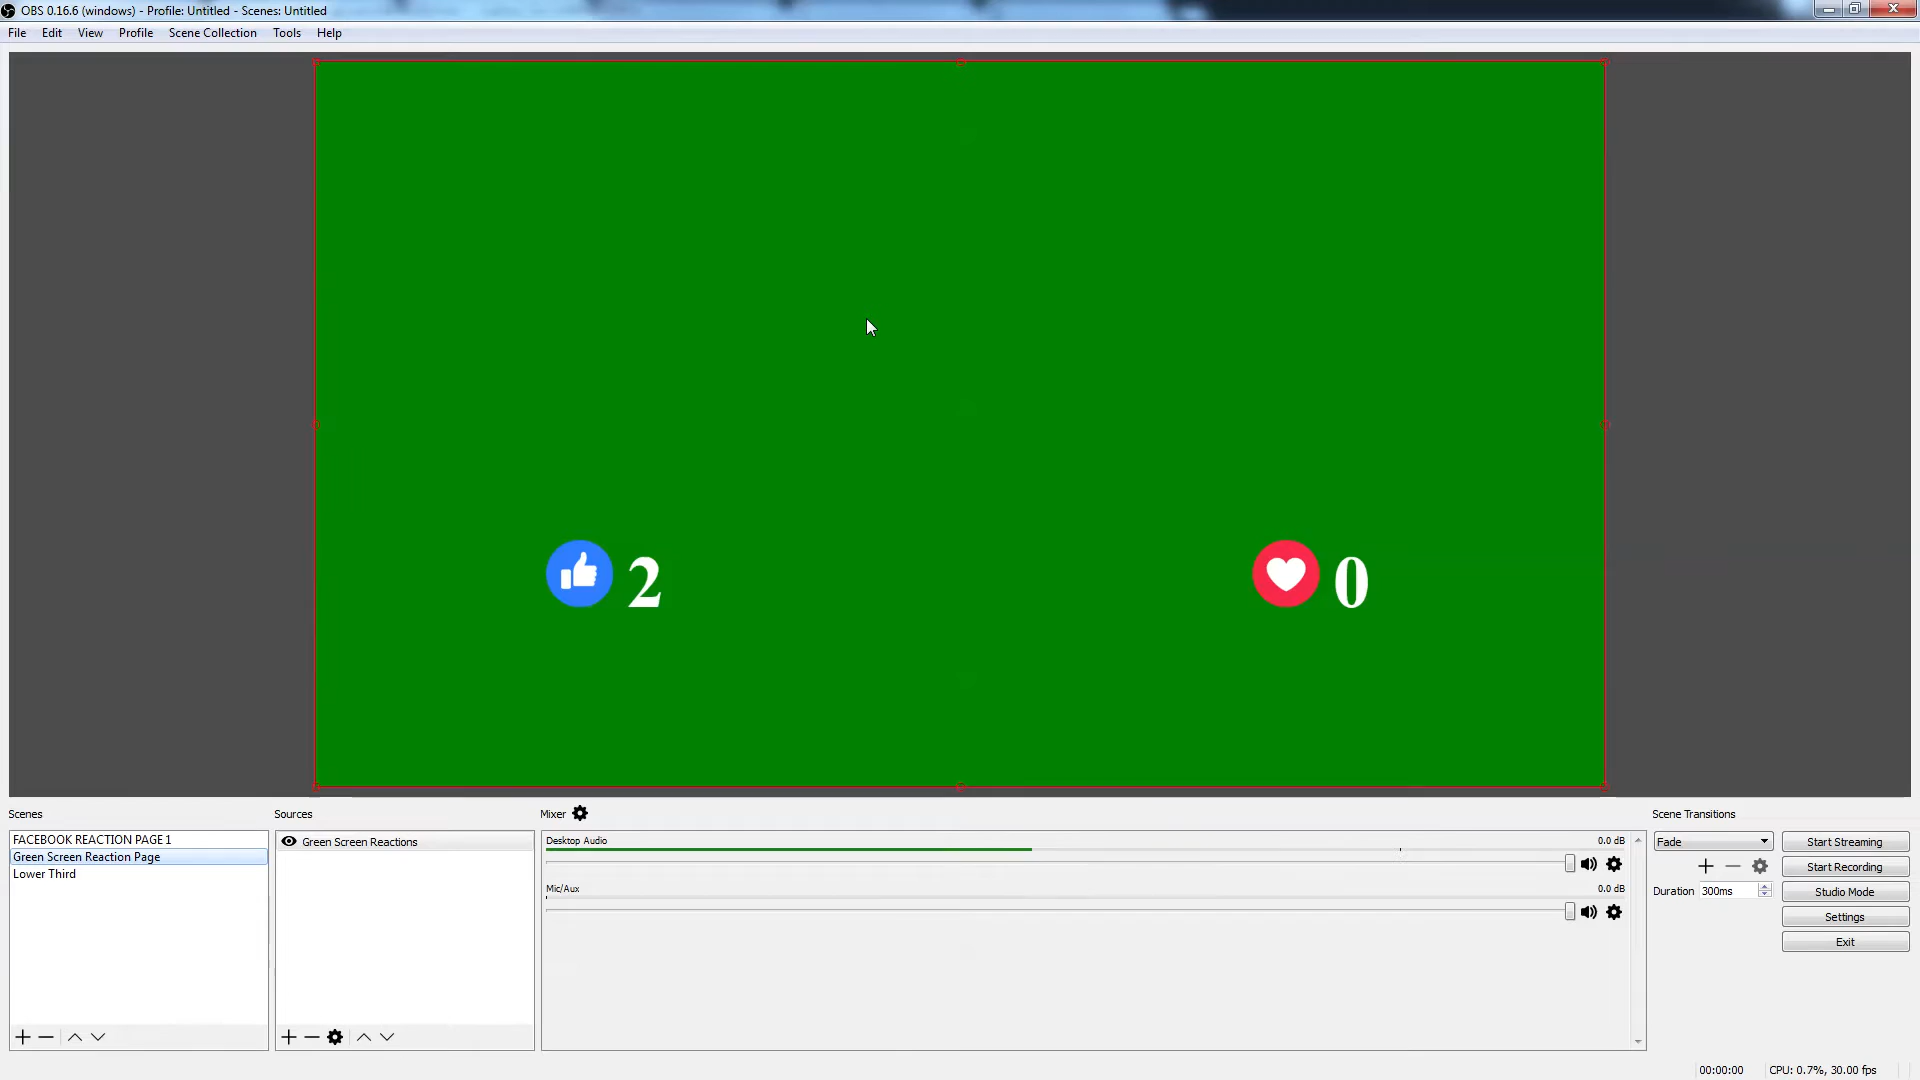 OBS 0.16.6 (windows) - Profile: Untitled - Scenes: Untitled
File Edit View Profile Scene Collection Tools Help
2
0
Scenes
FACEBOOK REACTION PAGE 1
Green Screen Reaction Page
Lower Third
Sources
Green Screen Reactions
Mixer
Desktop Audio 0.0 dB
Mic/Aux 0.0 dB
Scene Transitions
Fade
Duration 300ms
Start Streaming
Start Recording
Studio Mode
Settings
Exit
00:00:00 CPU: 0.7%, 30.00 fps